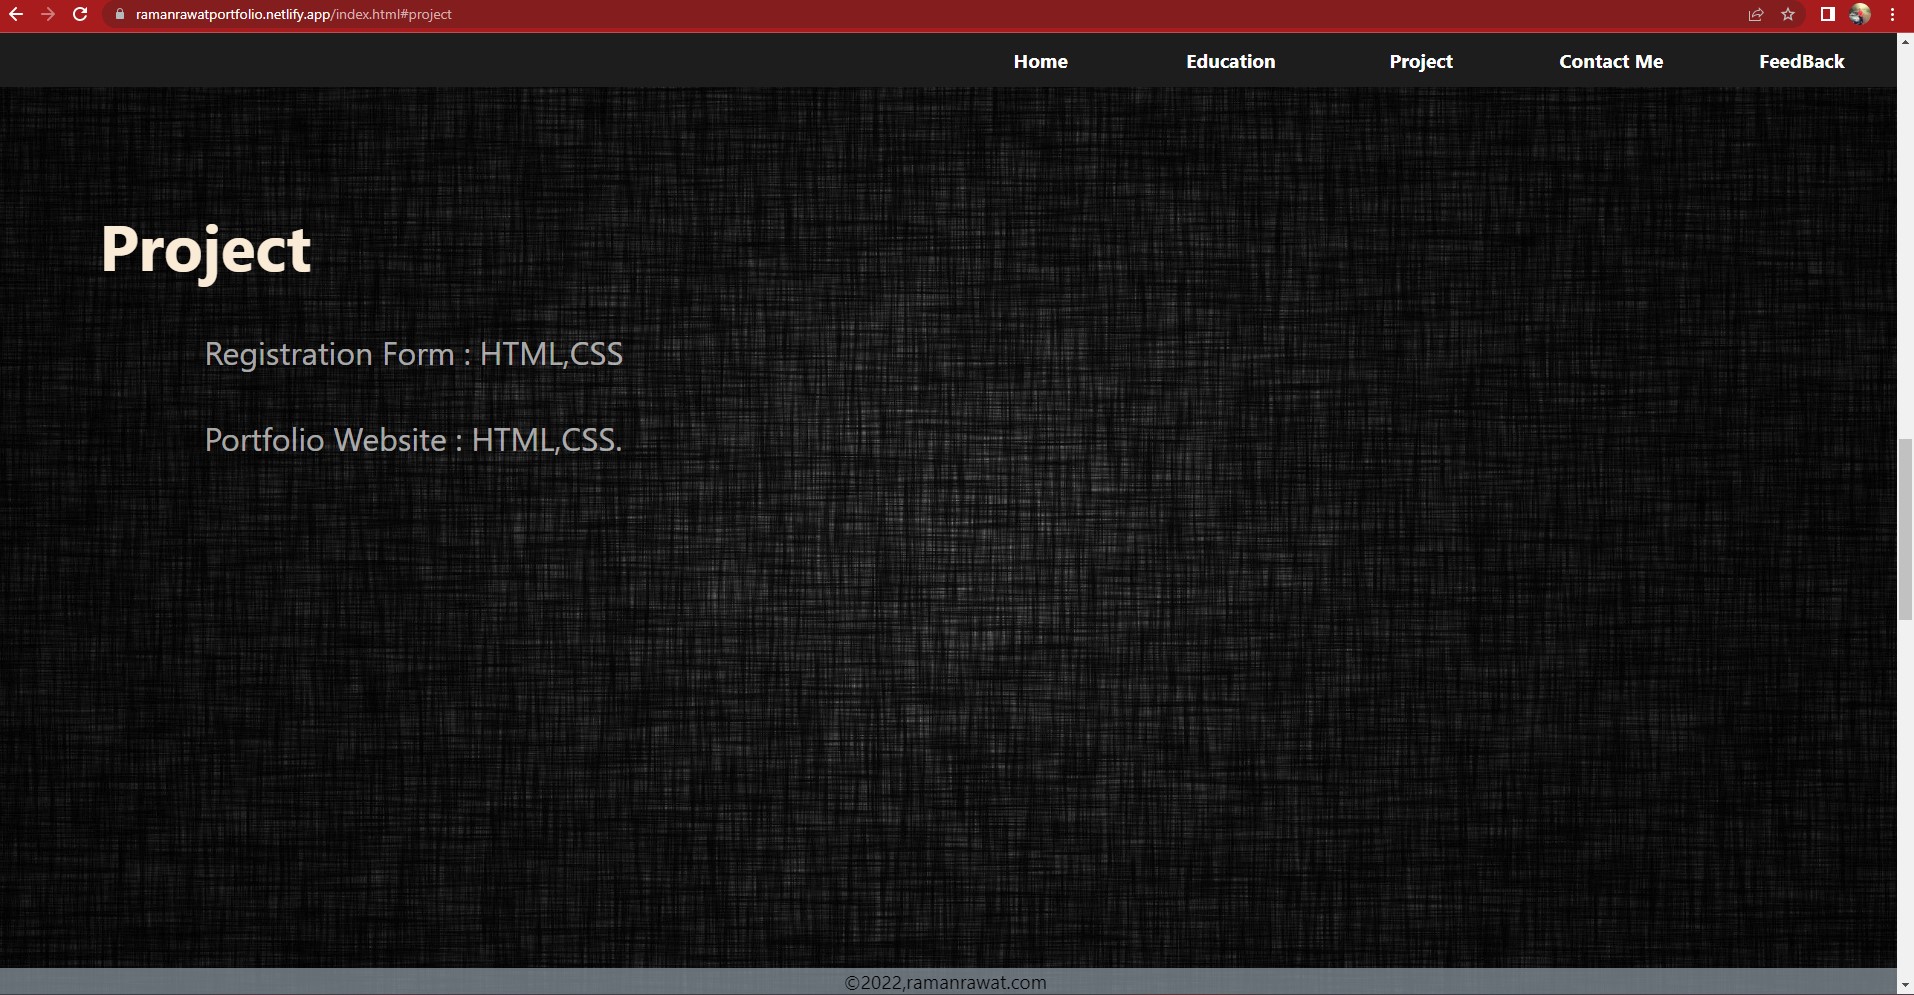 ramanrawatportfolio.netlify.app/index.html#project
Home Education Project Contact Me FeedBack
Project
Registration Form : HTML,CSS
Portfolio Website : HTML,CSS.
©2022,ramanrawat.com